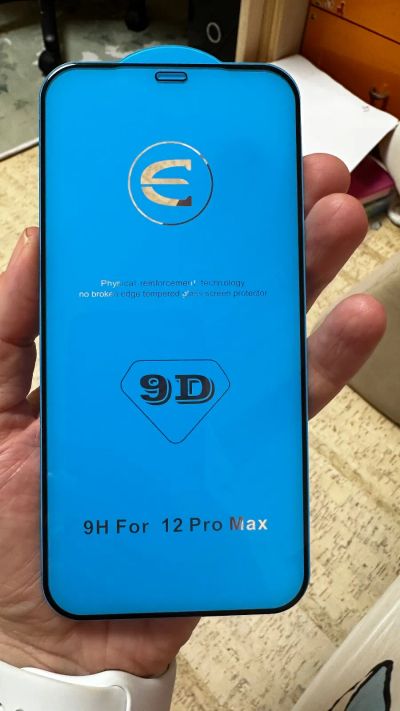 Physical reinforcement technology
no broken edge tempered glass screen protector
9D
9H For 12 Pro Max